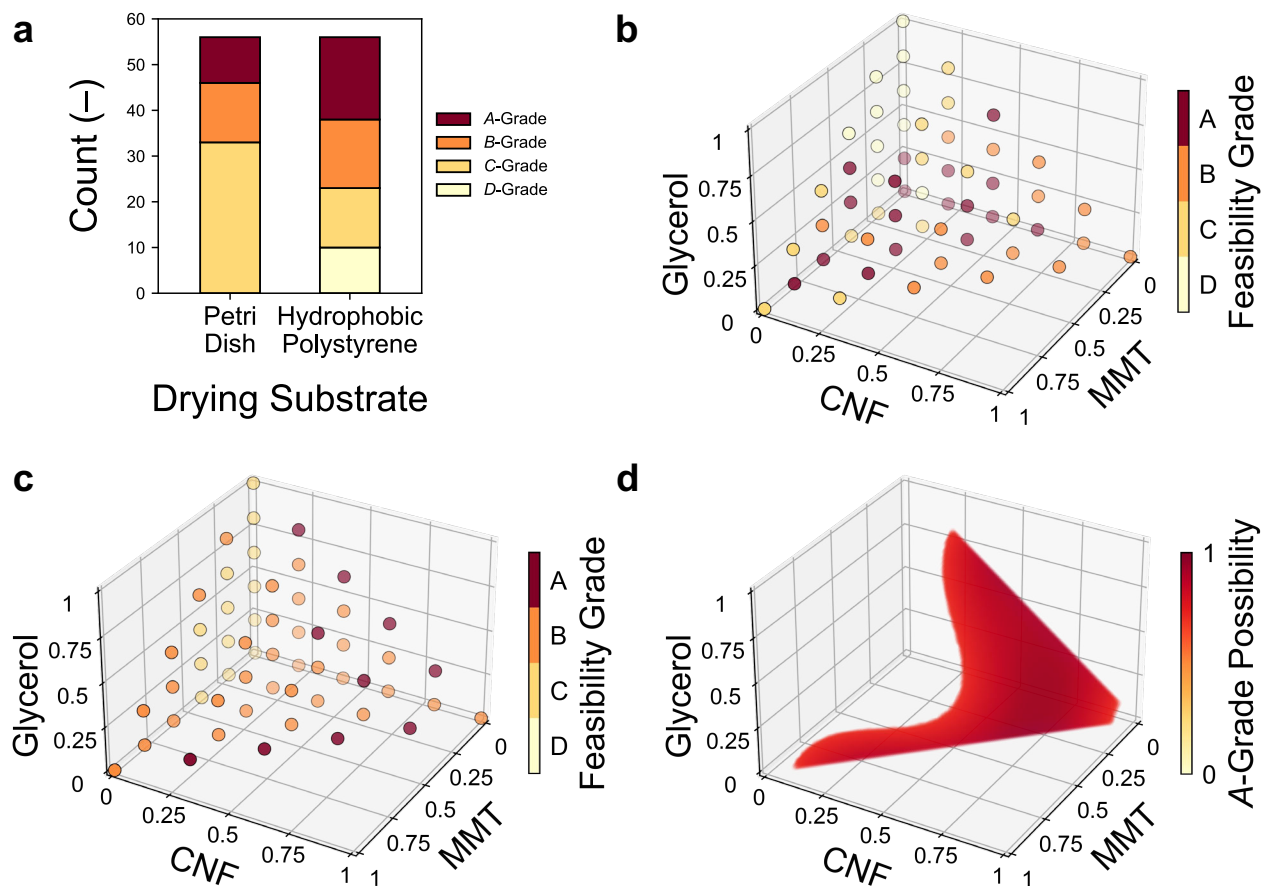 a
60
50
40
30
20
10
0
Count (–)
Petri
Dish
Hydrophobic
Polystyrene
Drying Substrate
A-Grade
B-Grade
C-Grade
D-Grade
b
1
0.75
0.5
0.25
0
Glycerol
0
0.25
0.5
0.75
1
CNF
0
0.25
0.5
0.75
1
MMT
A
B
C
D
Feasibility Grade
c
1
0.75
0.5
0.25
0
Glycerol
0
0.25
0.5
0.75
1
CNF
0
0.25
0.5
0.75
1
MMT
A
B
C
D
Feasibility Grade
d
1
0.75
0.5
0.25
0
Glycerol
0
0.25
0.5
0.75
1
CNF
0
0.25
0.5
0.75
1
MMT
1
0
A-Grade Possibility